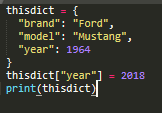 thisdict = {
  "brand": "Ford",
  "model": "Mustang",
  "year": 1964
}
thisdict["year"] = 2018
print(thisdict)